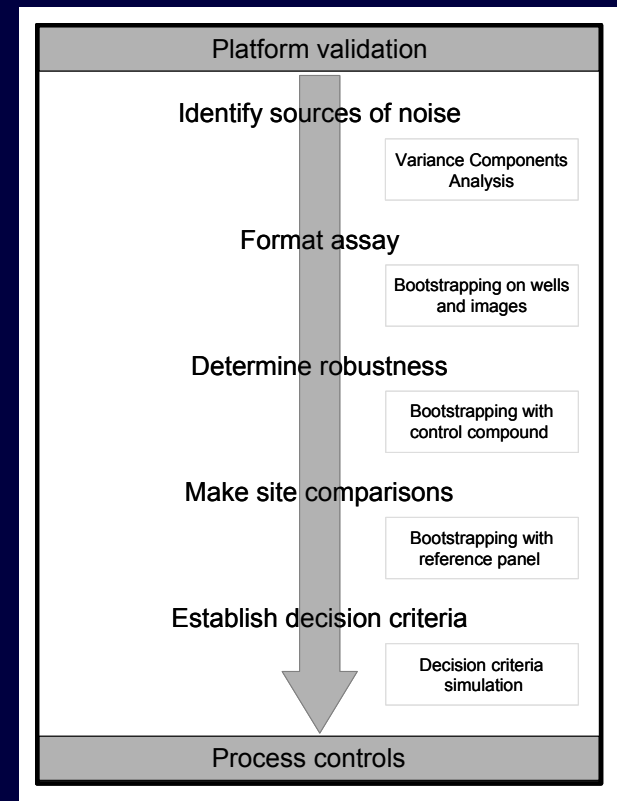 Platform validation
Identify sources of noise
Variance Components
Analysis
Format assay
Bootstrapping on wells
and images
Determine robustness
Bootstrapping with
control compound
Make site comparisons
Bootstrapping with
reference panel
Establish decision criteria
Decision criteria
simulation
Process controls